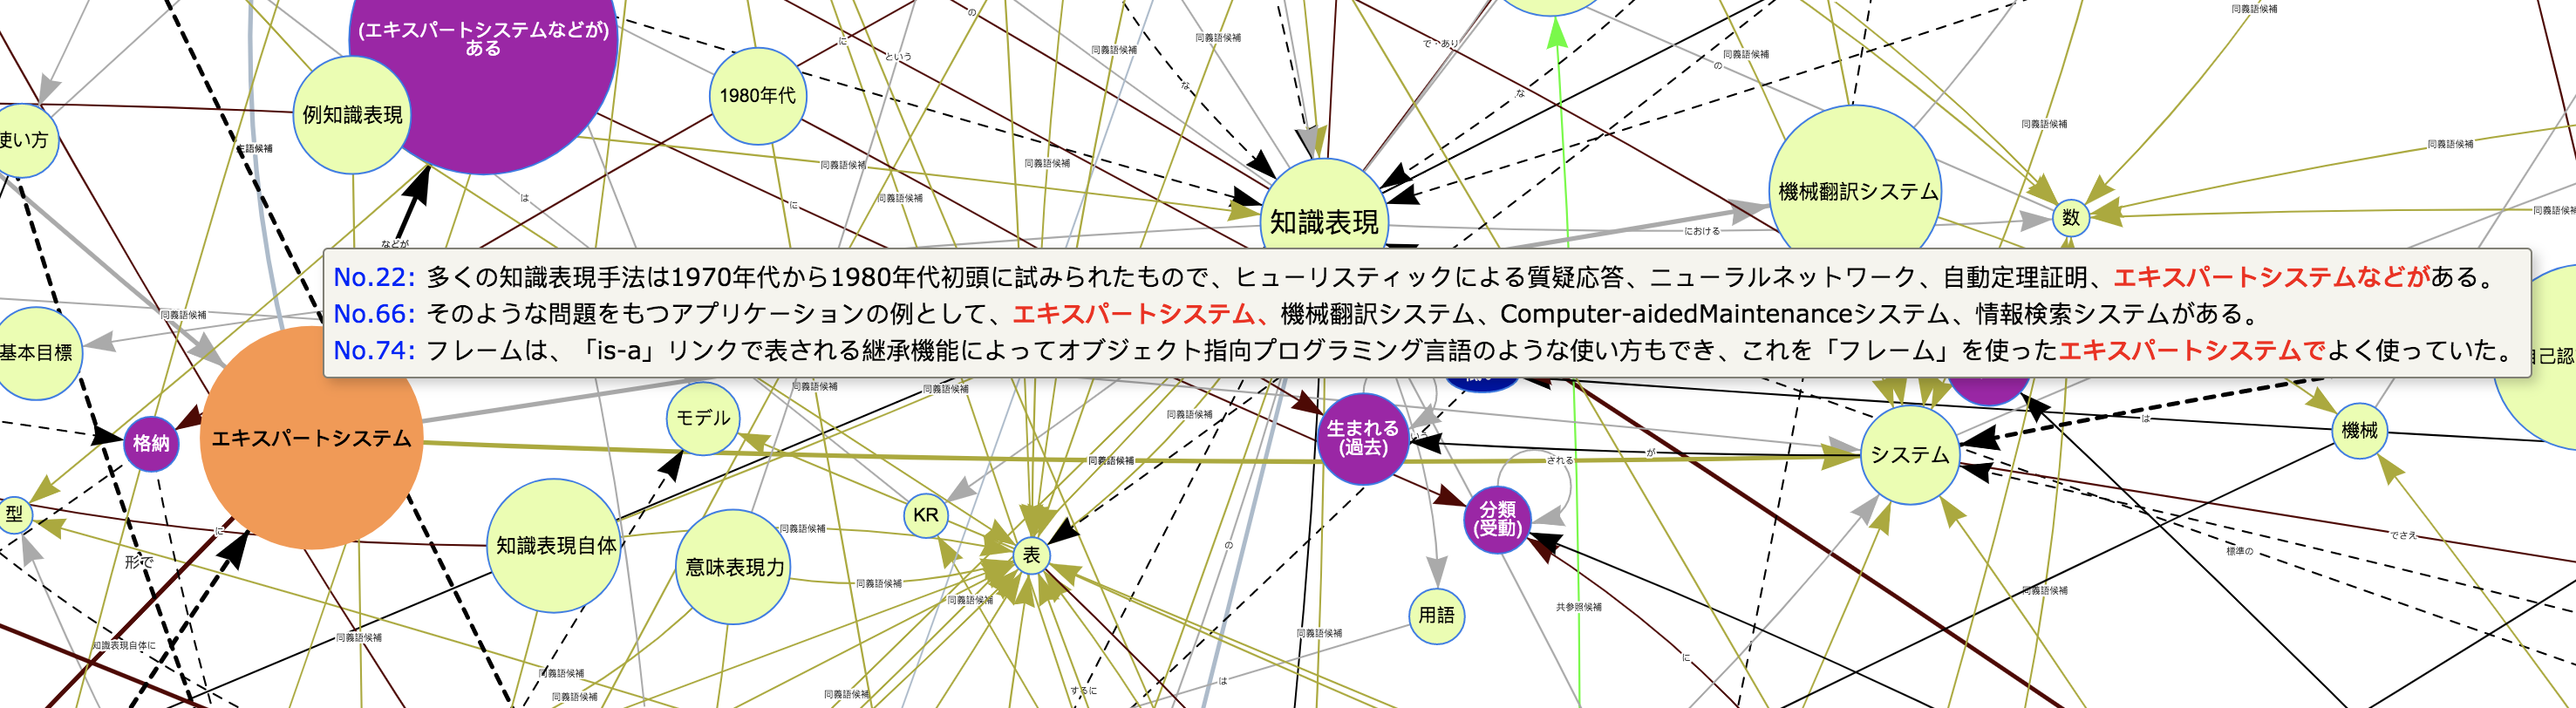 (エキスパートシステムなどが)
ある
例知識表現
1980年代
使い方
主語候補
などが
は
同義語候補
に
という
の
同義語候補
同義語候補
同義語候補
同義語候補
な
で・あり
な
の
同義語候補
同義語候補
同義語候補
同義語候補
知識表現
における
機械翻訳システム
数
No.22: 多くの知識表現手法は1970年代から1980年代初頭に試みられたもので、ヒューリスティックによる質疑応答、ニューラルネットワーク、自動定理証明、エキスパートシステムなどがある。
No.66: そのような問題をもつアプリケーションの例として、エキスパートシステム、機械翻訳システム、Computer-aidedMaintenanceシステム、情報検索システムがある。
No.74: フレームは、「is-a」リンクで表される継承機能によってオブジェクト指向プログラミング言語のような使い方もでき、これを「フレーム」を使ったエキスパートシステムでよく使っていた。
同義語候補
基本目標
エキスパートシステム
格納
型
に
形で
知識表現自体に
モデル
同義語候補
同義語候補
同義語候補
同義語候補
知識表現自体
意味表現力
同義語候補
同義語候補
同義語候補
KR
表
同義語候補
同義語候補
同義語候補
同義語候補
するに
は
の
同義語候補
生まれる
(過去)
分類
(受動)
される
が
用語
共参照候補
に
システム
機械
は
標準の
でさえ
同義語候補